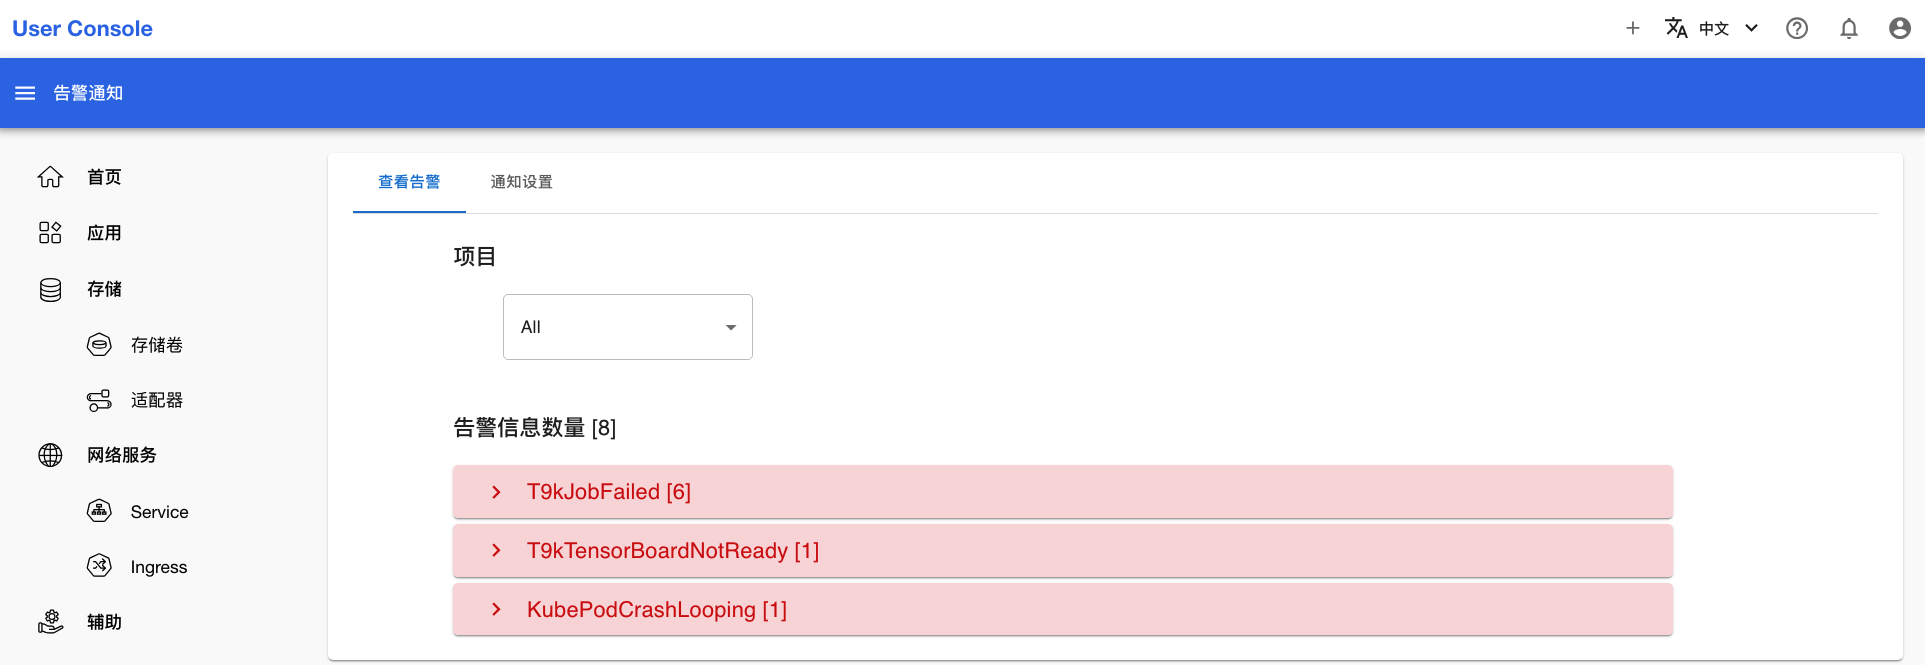 User Console
中文
告警通知
首页
应用
存储
存储卷
适配器
网络服务
Service
Ingress
辅助
查看告警
通知设置
项目
All
告警信息数量 [8]
T9kJobFailed [6]
T9kTensorBoardNotReady [1]
KubePodCrashLooping [1]